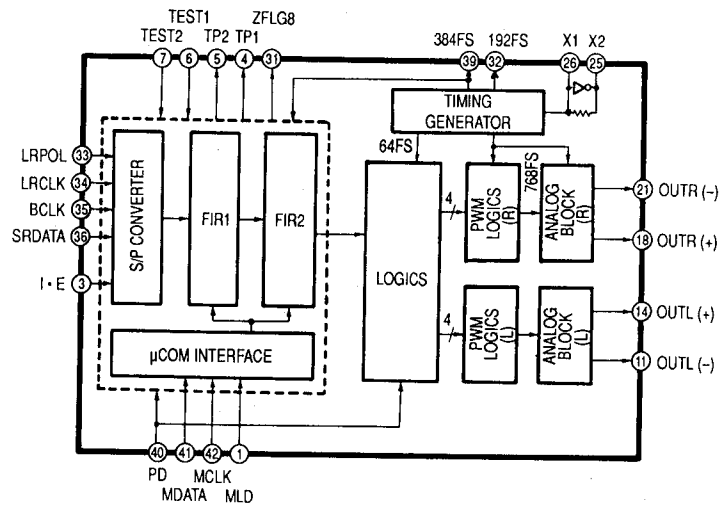 TEST1 ZFLG8
TEST2 TP2 TP1
384FS 192FS X1 X2
7 6 5 4 31 39 32 26 25
TIMING
GENERATOR
64FS
768FS
LRPOL 33
LRCLK 34
BCLK 35
SRDATA 36
I • E 3
S/P CONVERTER
FIR1
FIR2
LOGICS
4
PWM
LOGICS
(R)
ANALOG
BLOCK
(R)
21 OUTR (−)
18 OUTR (+)
4
PWM
LOGICS
(L)
ANALOG
BLOCK
(L)
14 OUTL (+)
11 OUTL (−)
μCOM INTERFACE
40 41 42 1
PD MCLK
MDATA MLD